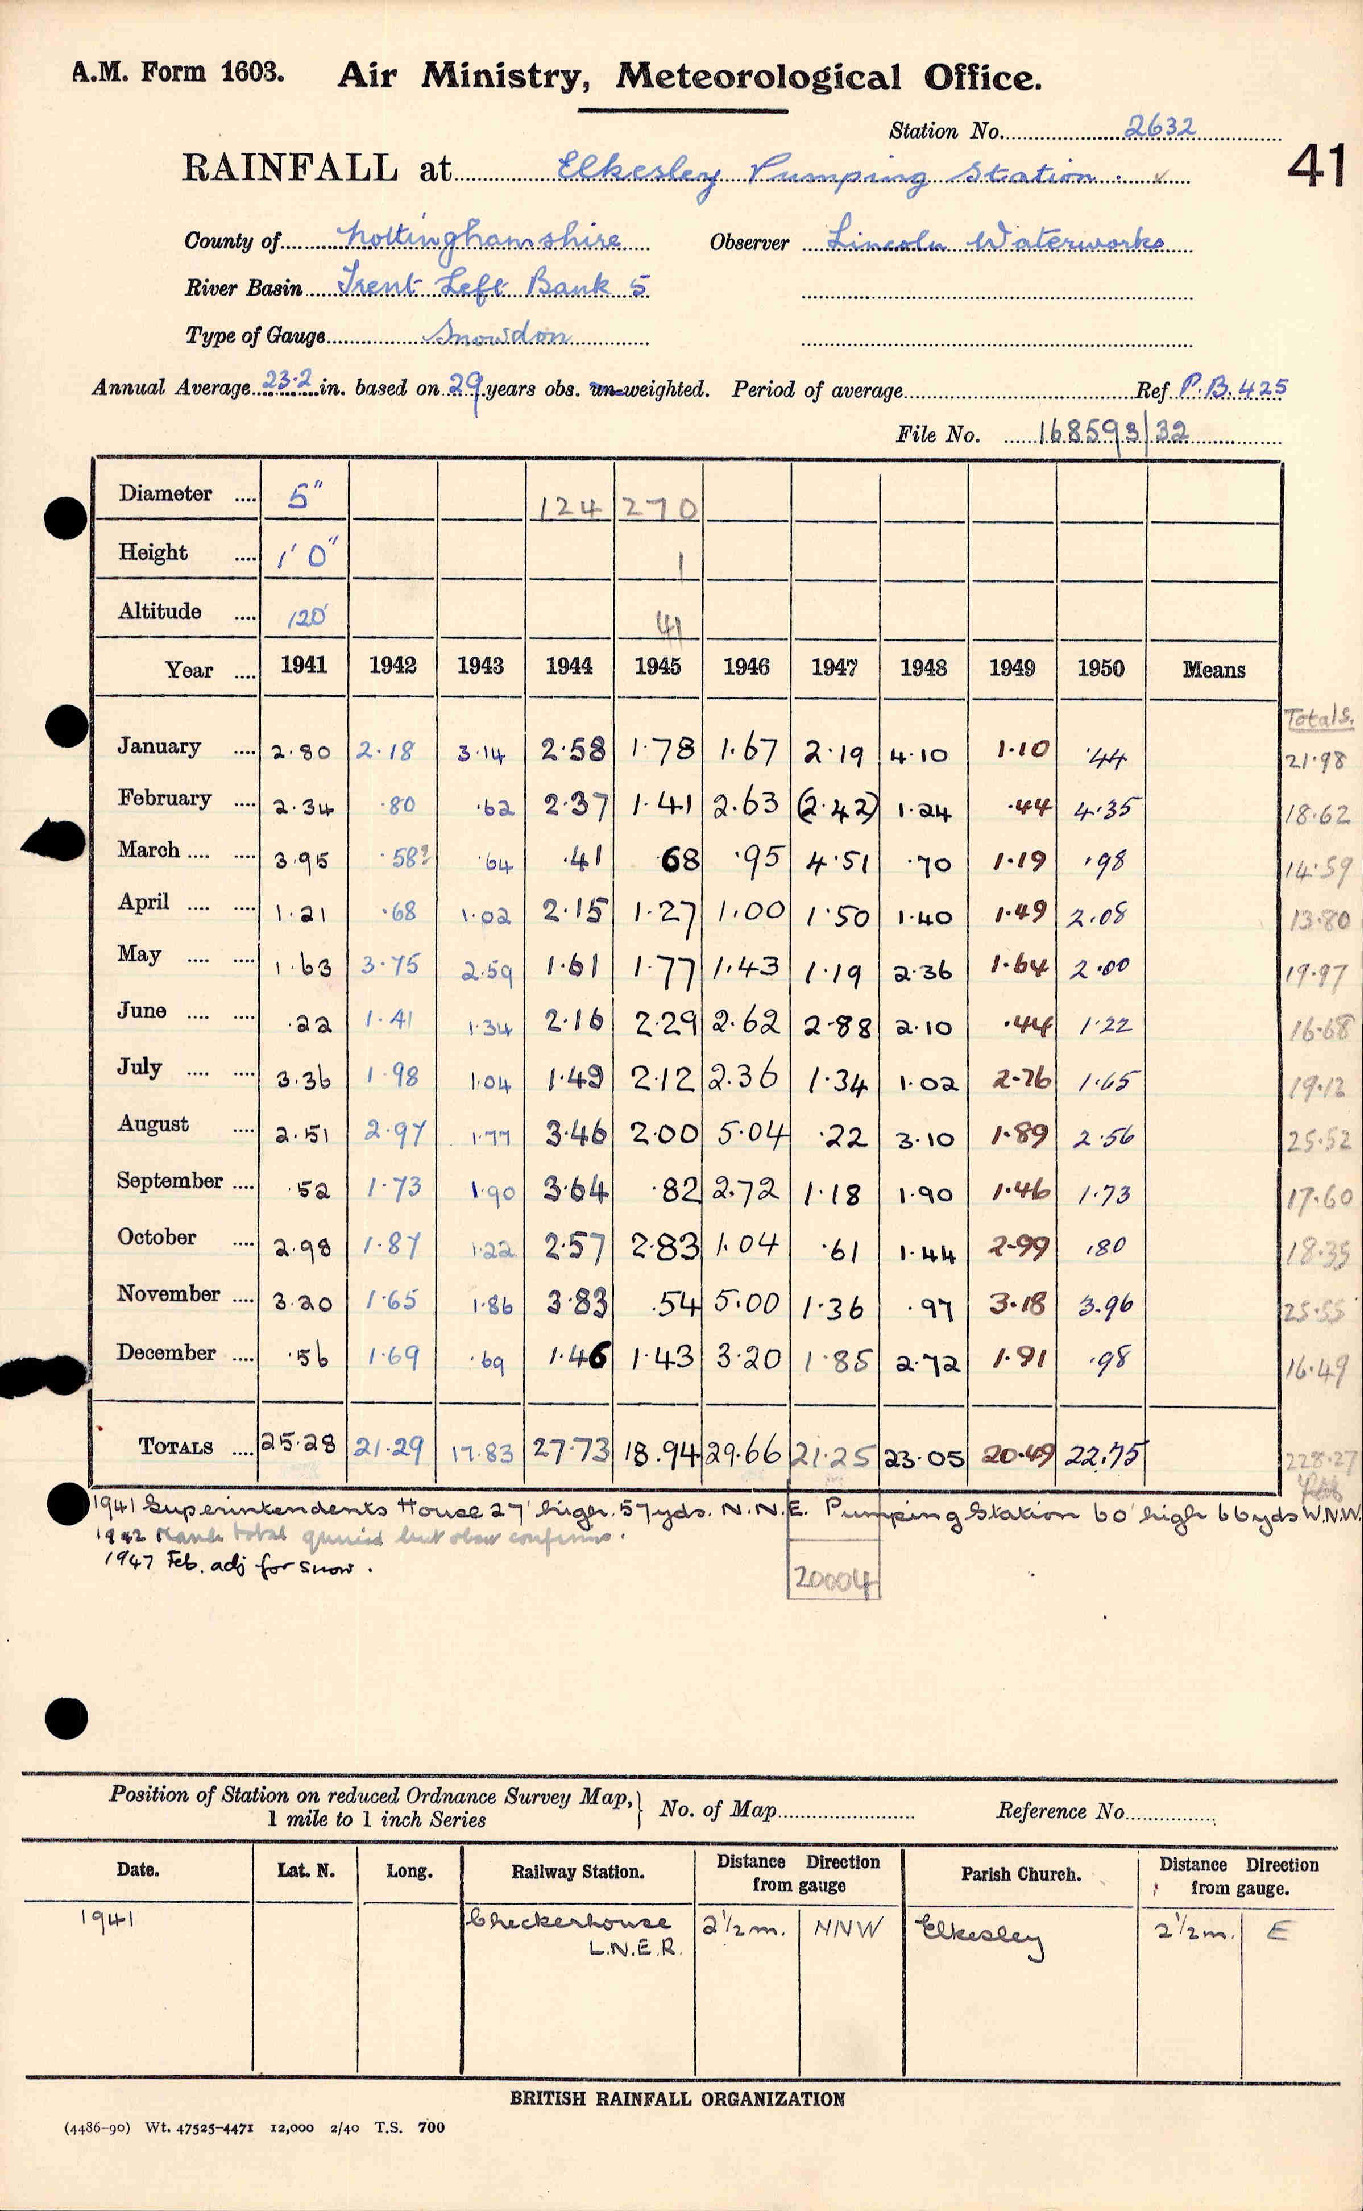 A.M. Form 1603. Air Ministry, Meteorological Office.
Station No. 2632
41
RAINFALL at Elkesley Pumping Station.
County of Nottinghamshire Observer Lincoln Waterworks
River Basin Trent Left Bank 5
Type of Gauge Snowdon
Annual Average 23.2 in. based on 29 years obs. un-weighted. Period of average Ref P.B. 425
File No. 168593/32
Diameter .... 5" 124 270
Height .... 1' 0" 1
Altitude .... 120' 41
Year .... 1941 1942 1943 1944 1945 1946 1947 1948 1949 1950 Means
Totals.
January .... 2.80 2.18 3.14 2.58 1.78 1.67 2.19 4.10 1.10 .44 21.98
February .... 2.34 .80 .62 2.37 1.41 2.63 (2.42) 1.24 .44 4.35 18.62
March .... .... 3.95 .58? .64 .41 .68 .95 4.51 .70 1.19 .98 14.59
April .... .... 1.21 .68 1.02 2.15 1.27 1.00 1.50 1.40 1.49 2.08 13.80
May .... .... 1.63 3.75 2.59 1.61 1.77 1.43 1.19 2.36 1.64 2.00 19.97
June .... .... .22 1.41 1.34 2.16 2.29 2.62 2.88 2.10 .44 1.22 16.68
July .... .... 3.36 1.98 1.04 1.49 2.12 2.36 1.34 1.02 2.76 1.65 19.12
August .... 2.51 2.97 1.77 3.46 2.00 5.04 .22 3.10 1.89 2.56 25.52
September .... .52 1.73 1.90 3.64 .82 2.72 1.18 1.90 1.46 1.73 17.60
October .... 2.98 1.87 1.22 2.57 2.83 1.04 .61 1.44 2.99 .80 18.35
November .... 3.20 1.65 1.86 3.83 .54 5.00 1.36 .97 3.18 3.96 25.55
December .... .56 1.69 .69 1.46 1.43 3.20 1.85 2.72 1.91 .98 16.49
TOTALS .... 25.28 21.29 17.83 27.73 18.94 29.66 21.25 23.05 20.49 22.75 228.27
1941 Superintendents House 27' high. 57yds. N.N.E. Pumping Station 60' high 66yds W.N.W.
1942 March total queried but obsr confirms.
1947 Feb. adj for snow.
20004
Position of Station on reduced Ordnance Survey Map, 1 mile to 1 inch Series } No. of Map Reference No.
Date. Lat. N. Long. Railway Station. Distance Direction from gauge Parish Church. Distance Direction from gauge.
1941 Checkerhouse 2½m. NNW Elkesley 2½m. E
L.N.E.R.
BRITISH RAINFALL ORGANIZATION
(4486-90) Wt. 47525-4471 12,000 2/40 T.S. 700